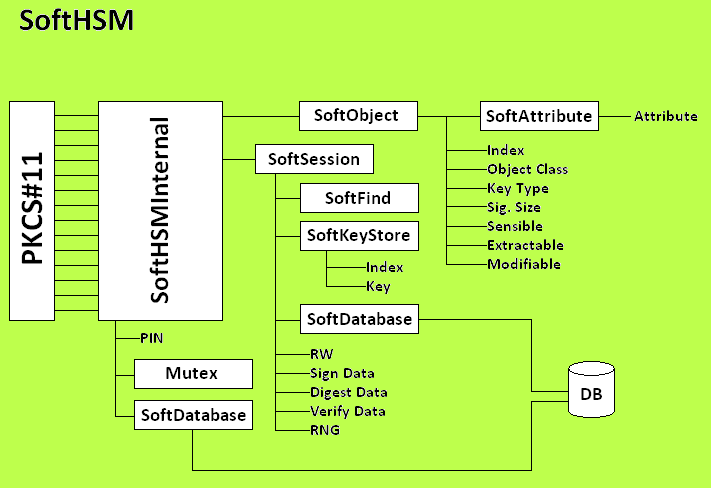 SoftHSM
PKCS#11
SoftHSMInternal
SoftObject
SoftAttribute
Attribute
Index
Object Class
Key Type
Sig. Size
Sensible
Extractable
Modifiable
SoftSession
SoftFind
SoftKeyStore
Index
Key
SoftDatabase
RW
Sign Data
Digest Data
Verify Data
RNG
PIN
Mutex
SoftDatabase
DB